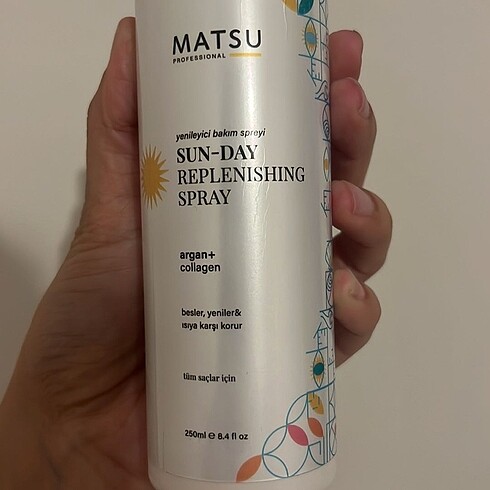 MATSU
PROFESSIONAL
yenileyici bakım spreyi
SUN-DAY
REPLENISHING
SPRAY
argan+
collagen
besler, yeniler&
ısıya karşı korur
tüm saçlar için
250ml e 8.4 fl oz